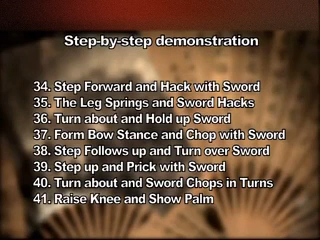 Step-by-step demonstration
34. Step Forward and Hack with Sword
35. The Leg Springs and Sword Hacks
36. Turn about and Hold up Sword
37. Form Bow Stance and Chop with Sword
38. Step Follows up and Turn over Sword
39. Step up and Prick with Sword
40. Turn about and Sword Chops in Turns
41. Raise Knee and Show Palm